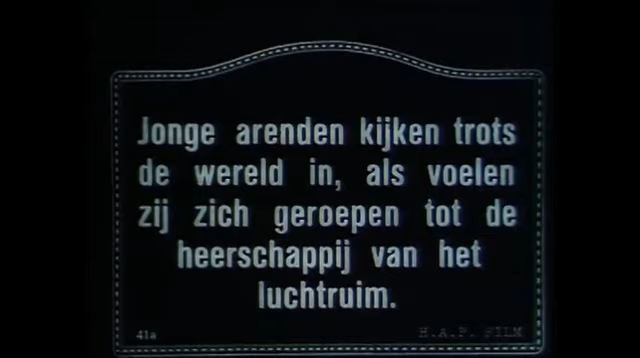 Jonge arenden kijken trots
de wereld in, als voelen
zij zich geroepen tot de
heerschappij van het
luchtruim.
41a
H.A.P. FILM